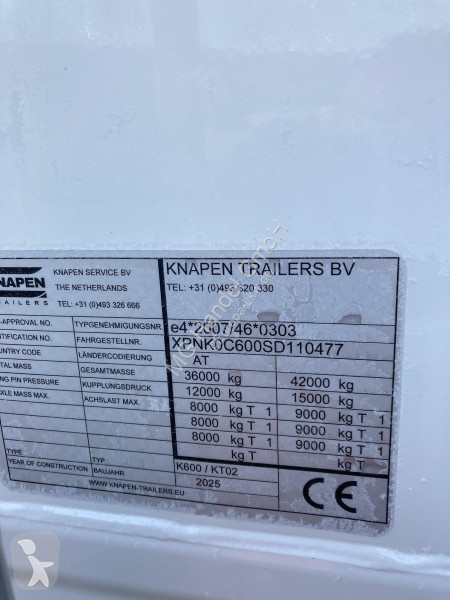 KNAPEN
TRAILERS
KNAPEN SERVICE BV
THE NETHERLANDS
TEL: +31 (0)493 326 666
KNAPEN TRAILERS BV
TEL: +31 (0)493 320 330
-APPROVAL NO. TYPGENEHMIGUNGSNR. e4*2007/46*0303
NTIFICATION NO. FAHRGESTELLNR. XPNK0C600SD110477
UNTRY CODE LÄNDERCODIERUNG AT
TAL MASS GESAMTMASSE 36000 kg 42000 kg
NG PIN PRESSURE KUPPLUNGSDRUCK 12000 kg 15000 kg
XLE MASS MAX. ACHSLAST MAX. 8000 kg T 1 9000 kg T 1
8000 kg T 1 9000 kg T 1
8000 kg T 1 9000 kg T 1
kg T kg T
TYPE TYP K600 / KT02
YEAR OF CONSTRUCTION BAUJAHR 2025
WWW.KNAPEN-TRAILERS.EU
CE